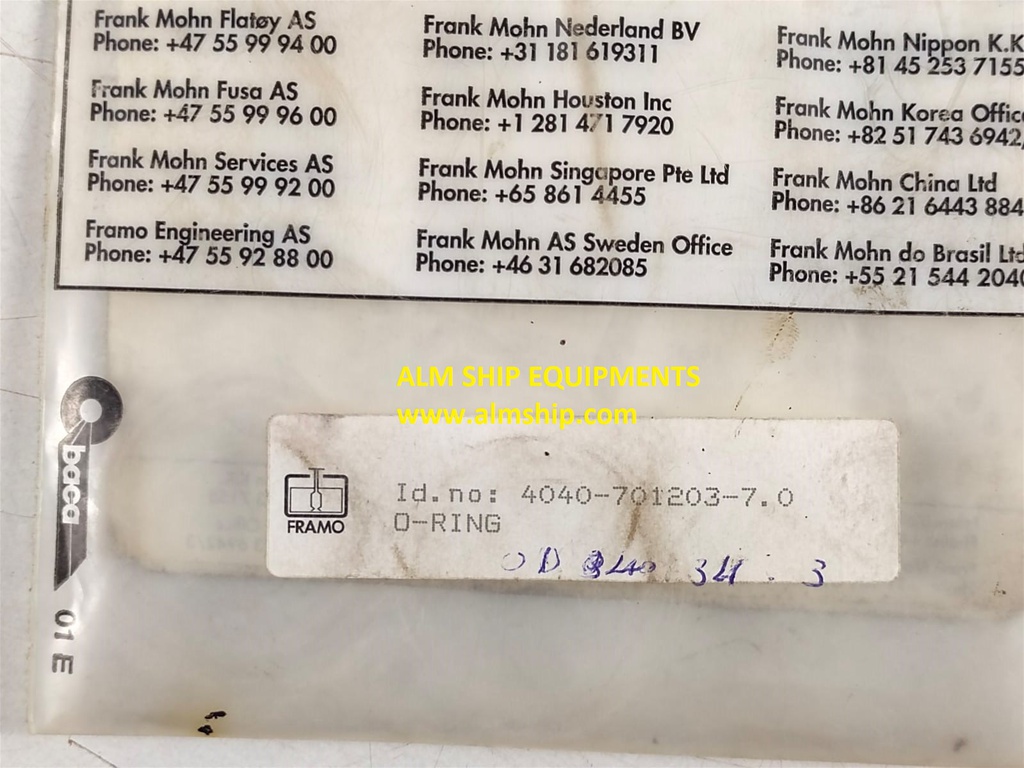 Frank Mohn Flatøy AS
Phone: +47 55 99 94 00
Frank Mohn Fusa AS
Phone: +47 55 99 96 00
Frank Mohn Services AS
Phone: +47 55 99 92 00
Framo Engineering AS
Phone: +47 55 92 88 00
Frank Mohn Nederland BV
Phone: +31 181 619311
Frank Mohn Houston Inc
Phone: +1 281 471 7920
Frank Mohn Singapore Pte Ltd
Phone: +65 861 4455
Frank Mohn AS Sweden Office
Phone: +46 31 682085
Frank Mohn Nippon K.K
Phone: +81 45 253 7155
Frank Mohn Korea Office
Phone: +82 51 743 6942,
Frank Mohn China Ltd
Phone: +86 21 6443 884
Frank Mohn do Brasil Ltd
Phone: +55 21 544 2040
ALM SHIP EQUIPMENTS
www.almship.com
baca
01 E
FRAMO
Id.no: 4040-701203-7.0
O-RING
OD
3